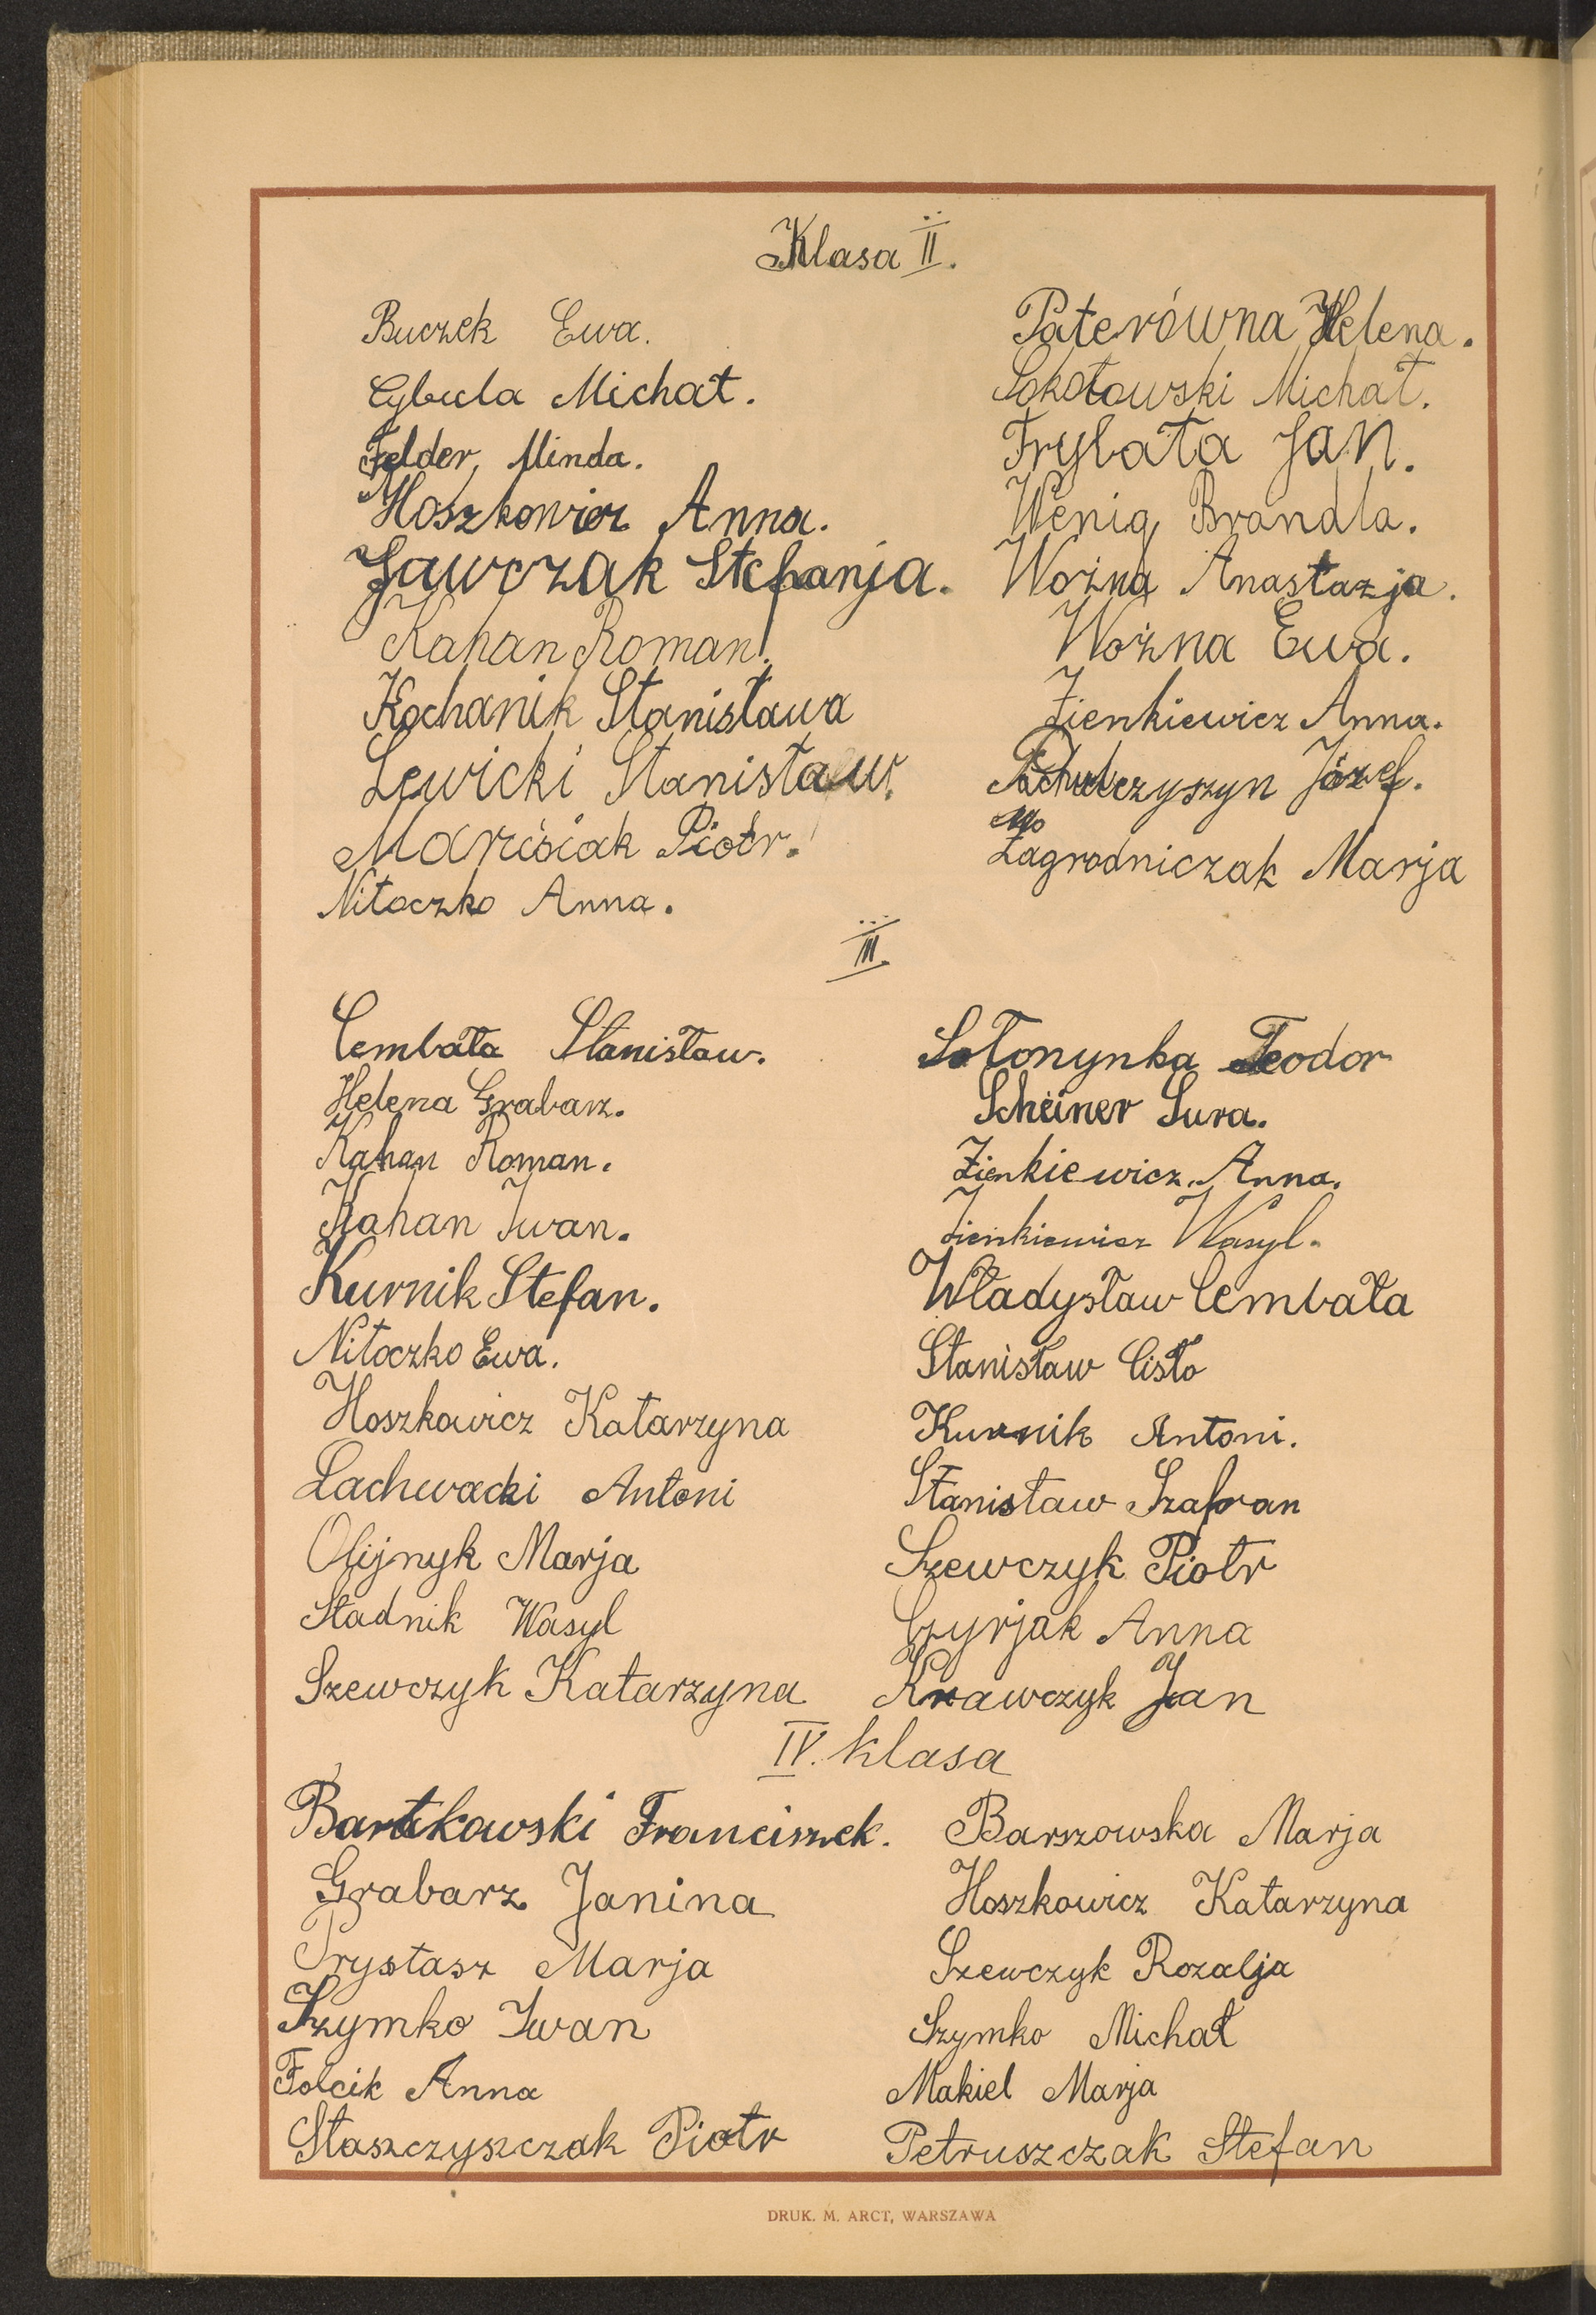 Klasa II.
Buczek Ewa.
Cybula Michał.
Felder Minda.
Hoszkowicz Anna.
Jawczak Stefanja.
Kahan Roman.
Kochanik Stanisława
Lewicki Stanisław.
Marciśiak Piotr.
Nitoczko Anna.
Paterówna Helena.
Sokołowski Michał.
Trybała Jan.
Wenig Brandla.
Woźna Anastazja.
Woźna Ewa.
Zienkiewicz Anna.
Józef.
Zagrodniczak Marja
III.
Cembała Stanisław.
Helena Grabarz.
Kahan Roman.
Kahan Iwan.
Kurnik Stefan.
Nitoczko Ewa.
Hoszkowicz Katarzyna
Lachwacki Antoni
Olijnyk Marja
Stadnik Wasyl
Szewczyk Katarzyna
Sołonynka Teodor
Scheiner Sura.
Zienkiewicz Anna.
Zienkiewicz Wasyl.
Władysław Cembała
Stanisław Cisło
Kurnik Antoni.
Stanisław Szafran
Szewczyk Piotr
Czyrjak Anna
Krawczyk Jan
IV. klasa
Bartkowski Franciszek.
Grabarz Janina
Prystasz Marja
Szymko Iwan
Folcik Anna
Staszczyszczak Piotr
Barszowska Marja
Hoszkowicz Katarzyna
Szewczyk Rozalja
Szymko Michał
Makiel Marja
Petruszczak Stefan
DRUK. M. ARCT, WARSZAWA